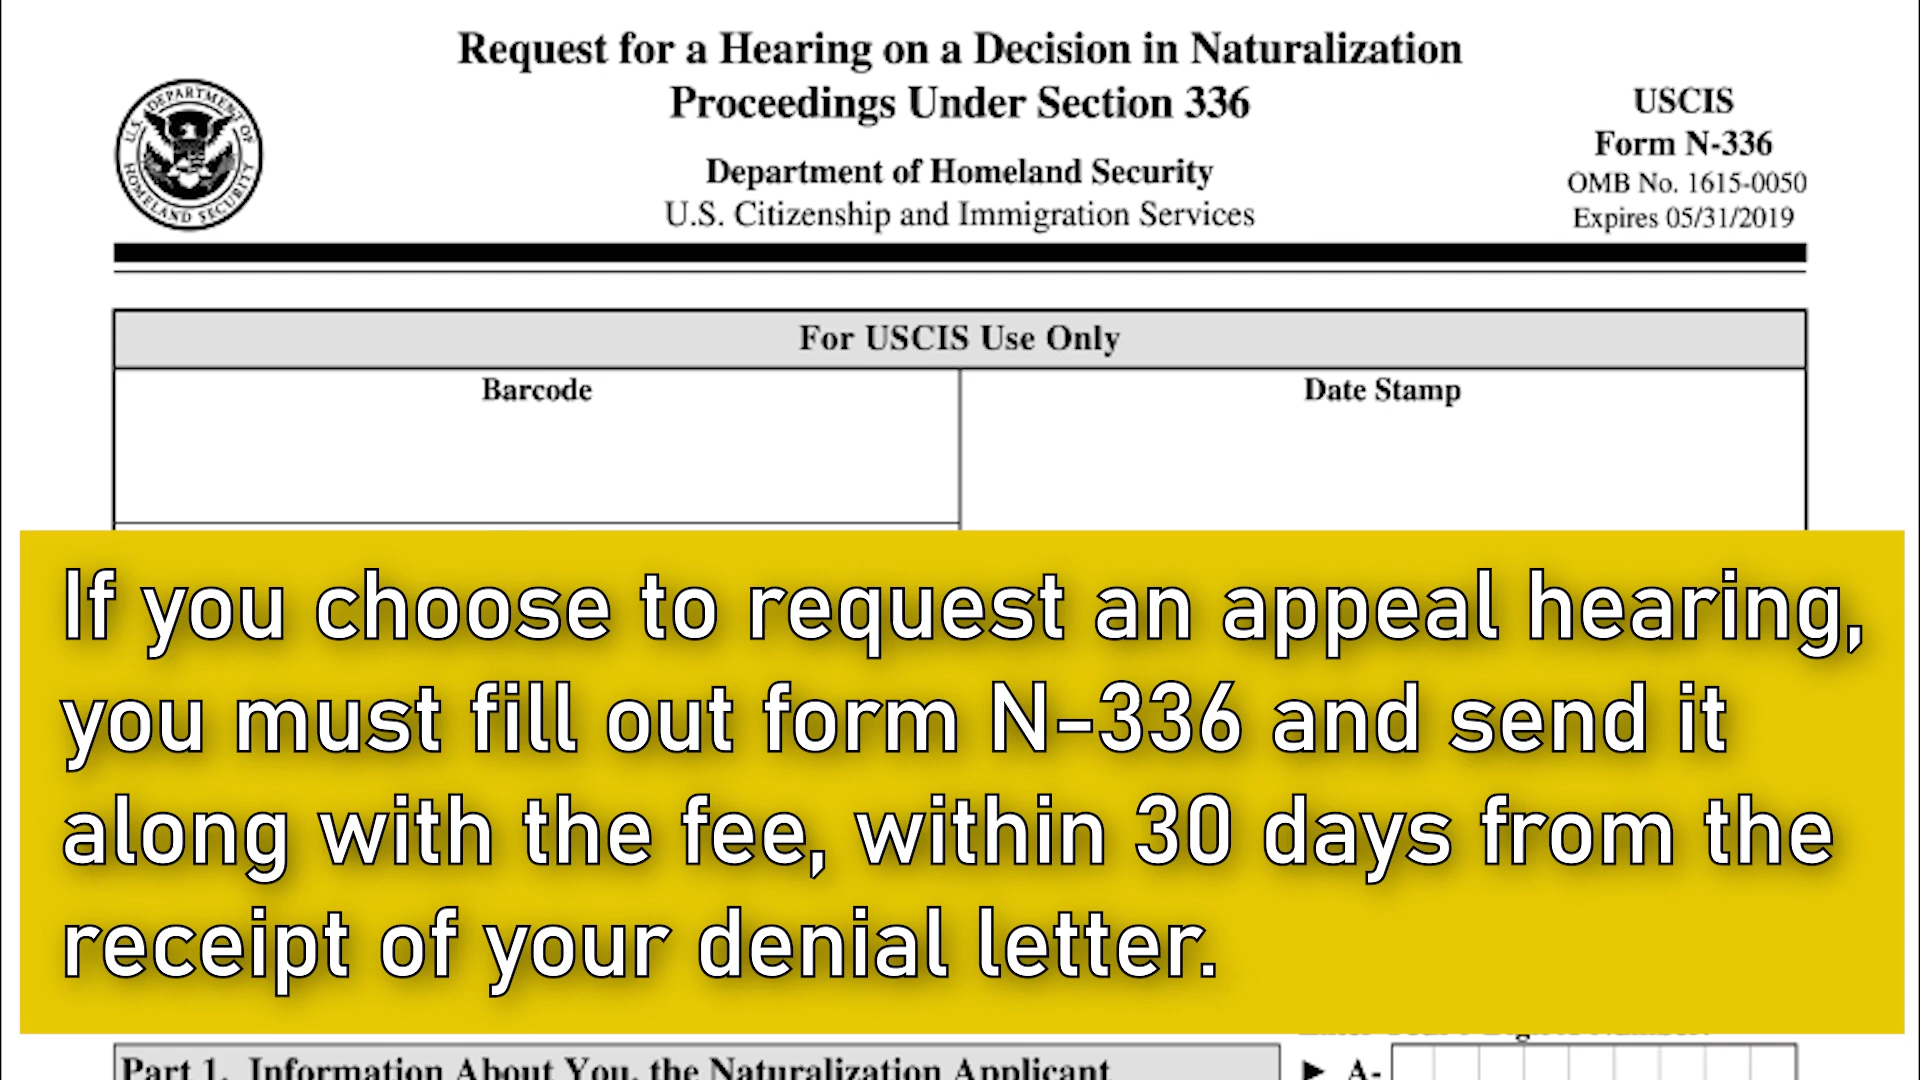 Request for a Hearing on a Decision in Naturalization
Proceedings Under Section 336
Department of Homeland Security
U.S. Citizenship and Immigration Services
U.S. DEPARTMENT OF
HOMELAND SECURITY
USCIS
Form N-336
OMB No. 1615-0050
Expires 05/31/2019
For USCIS Use Only
Barcode
Date Stamp
If you choose to request an appeal hearing,
you must fill out form N-336 and send it
along with the fee, within 30 days from the
receipt of your denial letter.
Part 1. Information About You, the Naturalization Applicant
► A-